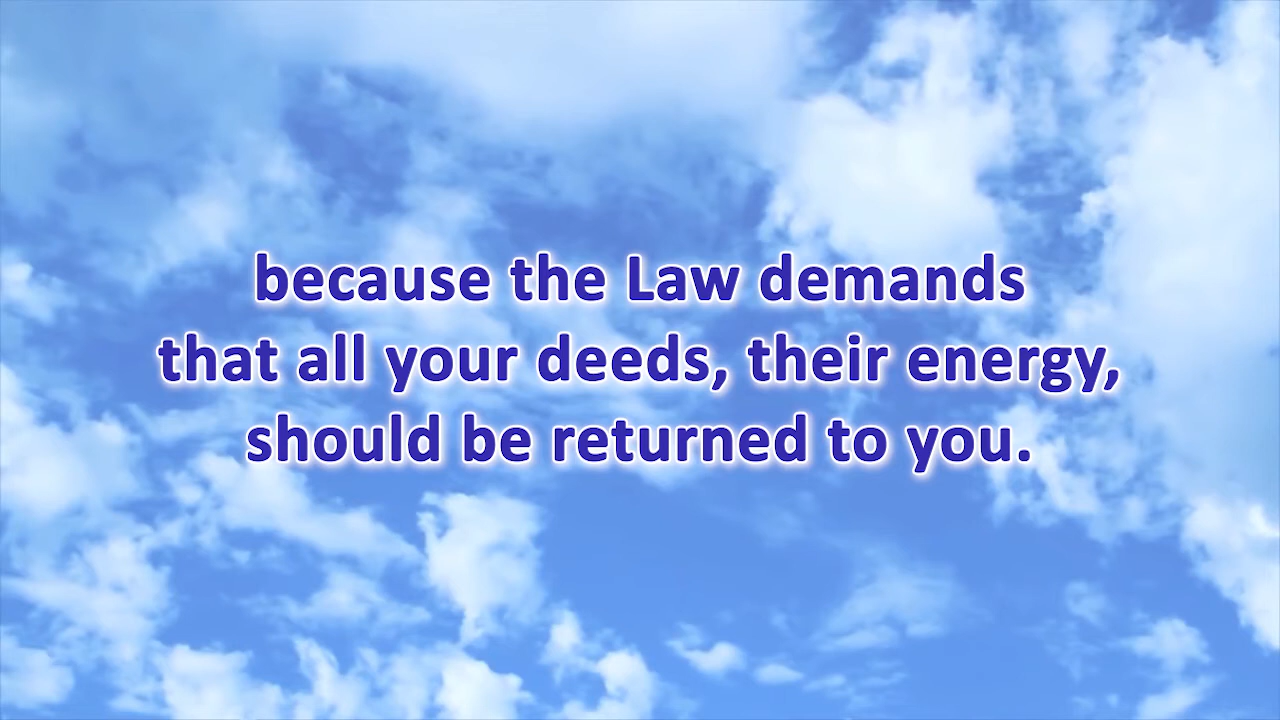 because the Law demands
that all your deeds, their energy,
should be returned to you.